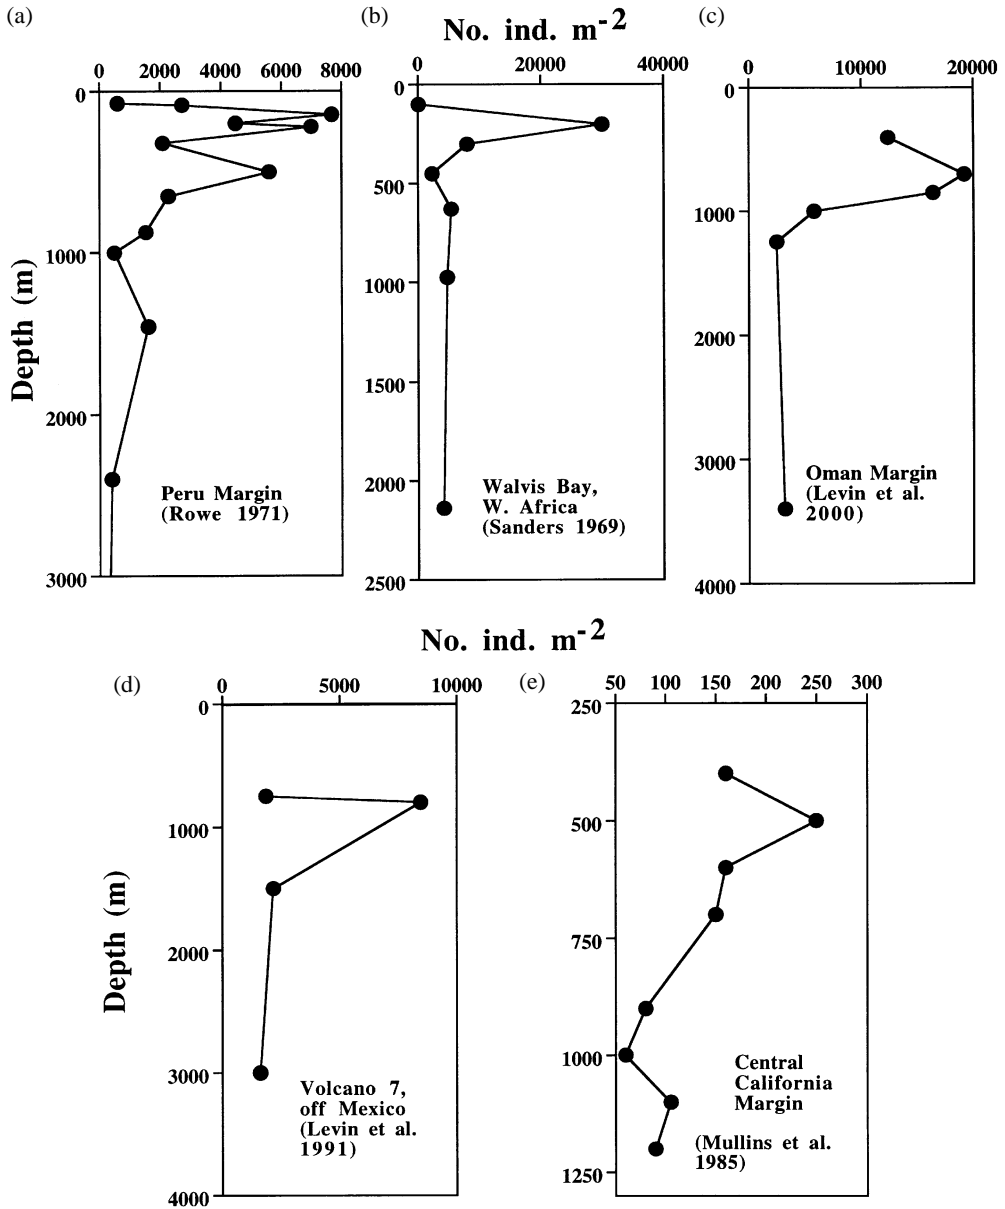 (a)
(b)
(c)
No. ind. m-2
0 2000 4000 6000 8000
0
1000
2000
3000
Depth (m)
Peru Margin
(Rowe 1971)
0 20000 40000
0
500
1000
1500
2000
2500
Walvis Bay,
W. Africa
(Sanders 1969)
0 10000 20000
0
1000
2000
3000
4000
Oman Margin
(Levin et al.
2000)
No. ind. m-2
(d)
0 5000 10000
0
1000
2000
3000
4000
Depth (m)
Volcano 7,
off Mexico
(Levin et al.
1991)
(e)
50 100 150 200 250 300
250
500
750
1000
1250
Central
California
Margin
(Mullins et al.
1985)